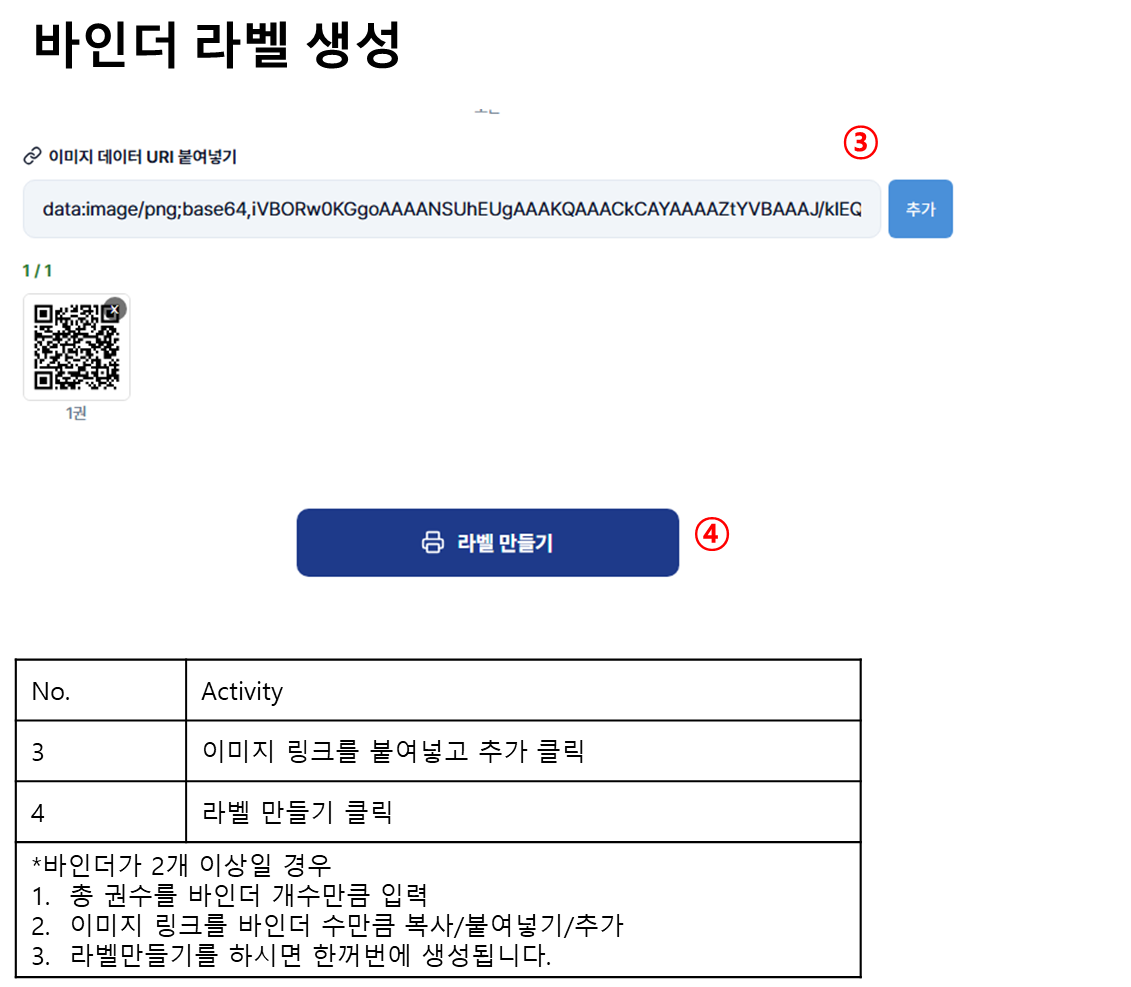 바인더 라벨 생성
이미지 데이터 URI 붙여넣기
③
data:image/png;base64,iVBORw0KGgoAAAANSUhEUgAAAKQAAACkCAYAAAAZtYVBAAAJ/klEQ
추가
1 / 1
1권
라벨 만들기
④
No. Activity
3 이미지 링크를 붙여넣고 추가 클릭
4 라벨 만들기 클릭
*바인더가 2개 이상일 경우
1. 총 권수를 바인더 개수만큼 입력
2. 이미지 링크를 바인더 수만큼 복사/붙여넣기/추가
3. 라벨만들기를 하시면 한꺼번에 생성됩니다.